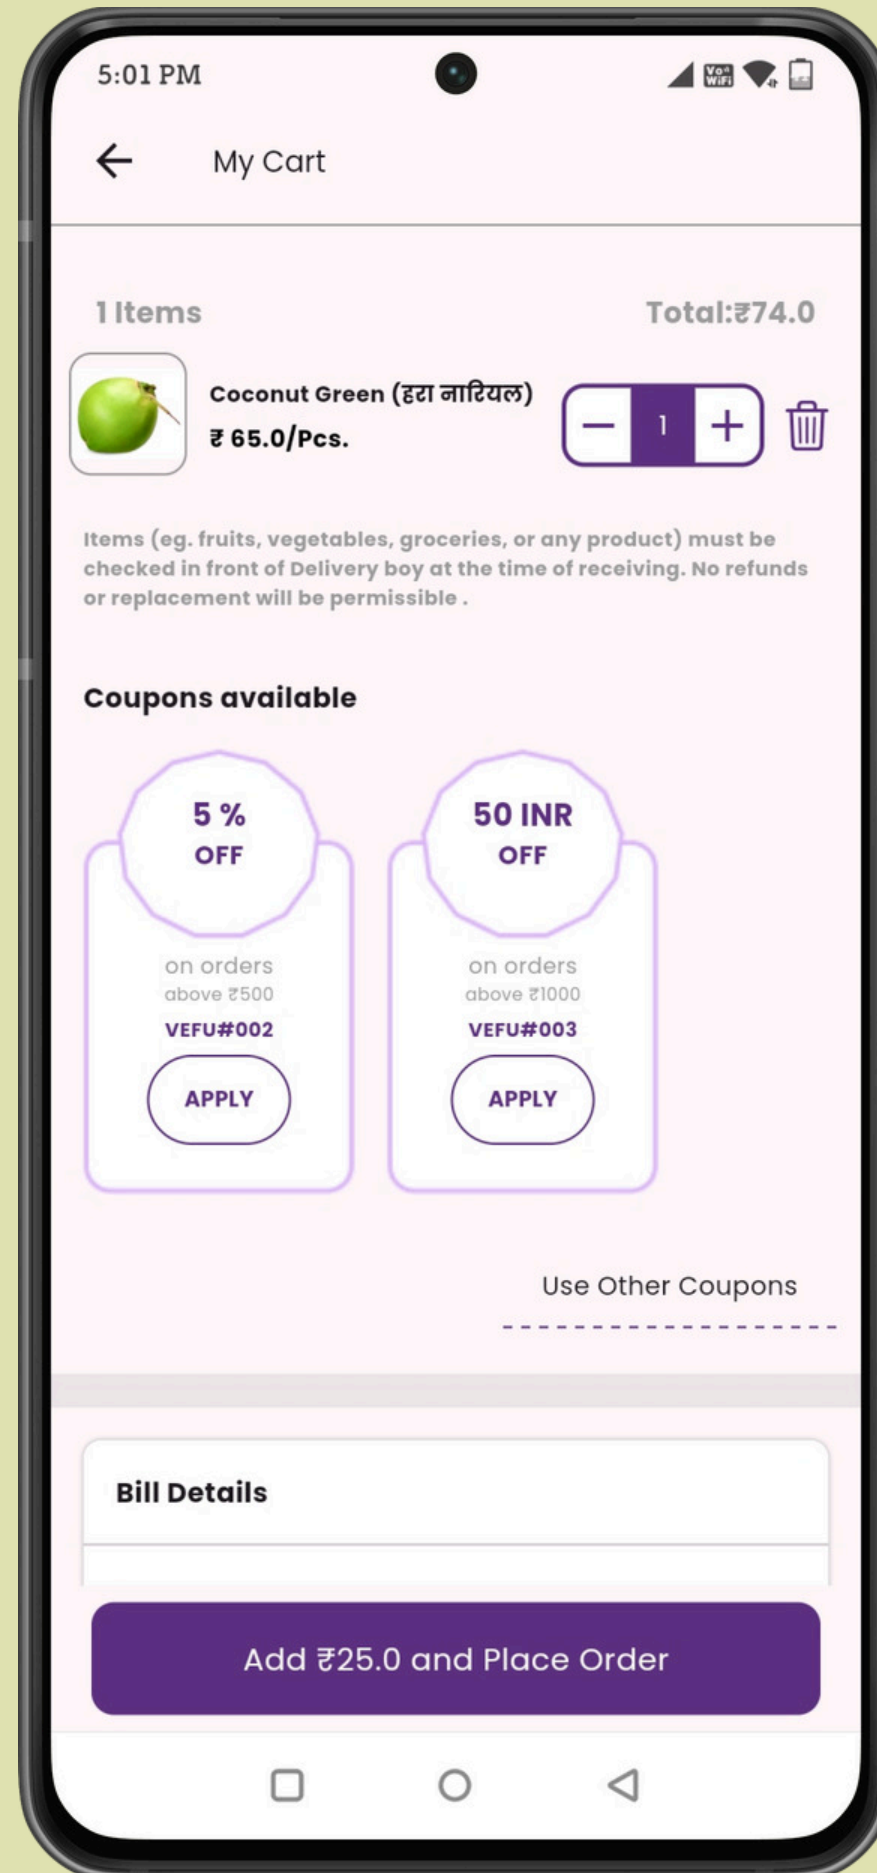 5:01 PM
Vo
WiFi
My Cart
1 Items
Total:₹74.0
Coconut Green (हरा नारियल)
₹ 65.0/Pcs.
1
Items (eg. fruits, vegetables, groceries, or any product) must be
checked in front of Delivery boy at the time of receiving. No refunds
or replacement will be permissible .
Coupons available
5 %
OFF
on orders
above ₹500
VEFU#002
APPLY
50 INR
OFF
on orders
above ₹1000
VEFU#003
APPLY
Use Other Coupons
Bill Details
Add ₹25.0 and Place Order